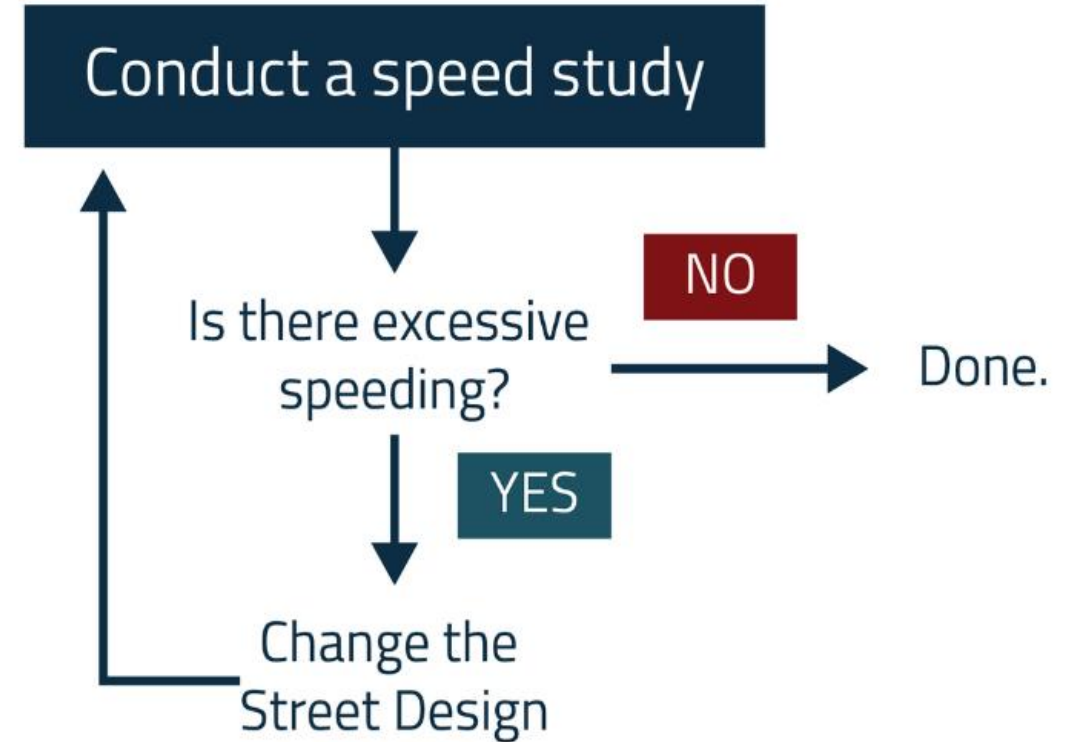 Conduct a speed study
Is there excessive
speeding?
NO
Done.
YES
Change the
Street Design